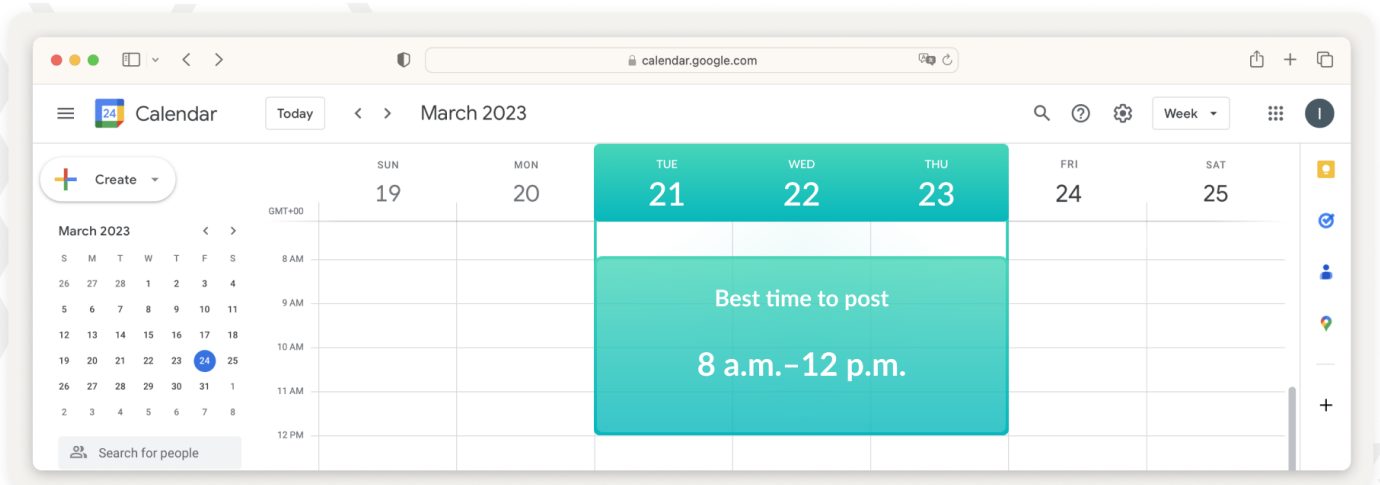 calendar.google.com
24 Calendar Today March 2023 Week I
Create
SUN MON TUE WED THU FRI SAT
19 20 21 22 23 24 25
GMT+00
March 2023
S M T W T F S
26 27 28 1 2 3 4
5 6 7 8 9 10 11
12 13 14 15 16 17 18
19 20 21 22 23 24 25
26 27 28 29 30 31 1
2 3 4 5 6 7 8
Search for people
8 AM
9 AM
10 AM
11 AM
12 PM
Best time to post
8 a.m.–12 p.m.